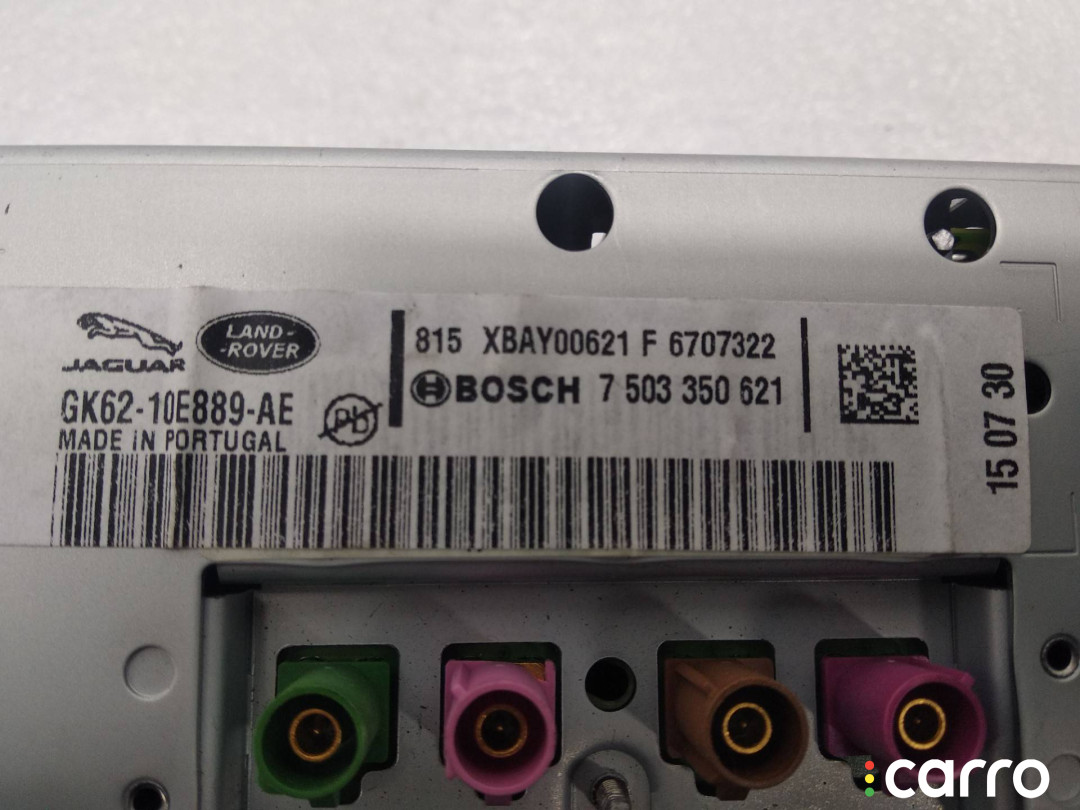 JAGUAR
LAND-
-ROVER
GK62-10E889-AE
MADE IN PORTUGAL
Pb
815 XBAY00621 F 6707322
BOSCH 7 503 350 621
15 07 30
carro